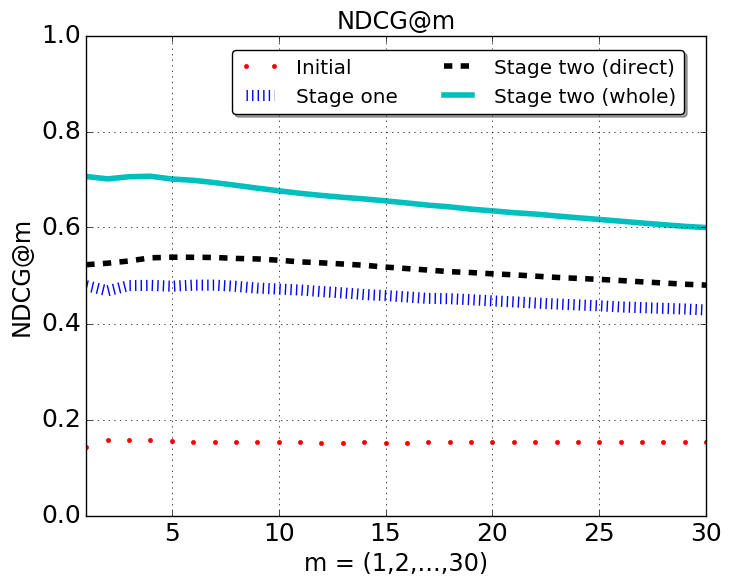 NDCG@m
1.0
0.8
0.6
0.4
0.2
0.0
NDCG@m
Initial
Stage one
Stage two (direct)
Stage two (whole)
5
10
15
20
25
30
m = (1,2,...,30)